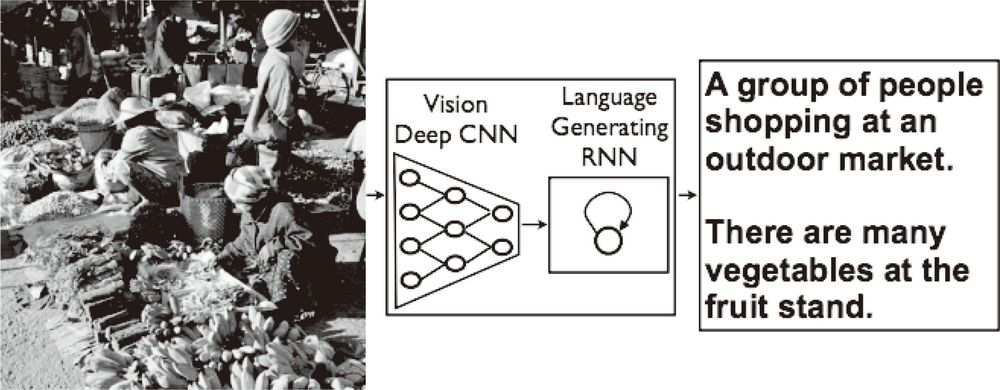 Vision
Deep CNN
Language
Generating
RNN
A group of people
shopping at an
outdoor market.
There are many
vegetables at the
fruit stand.